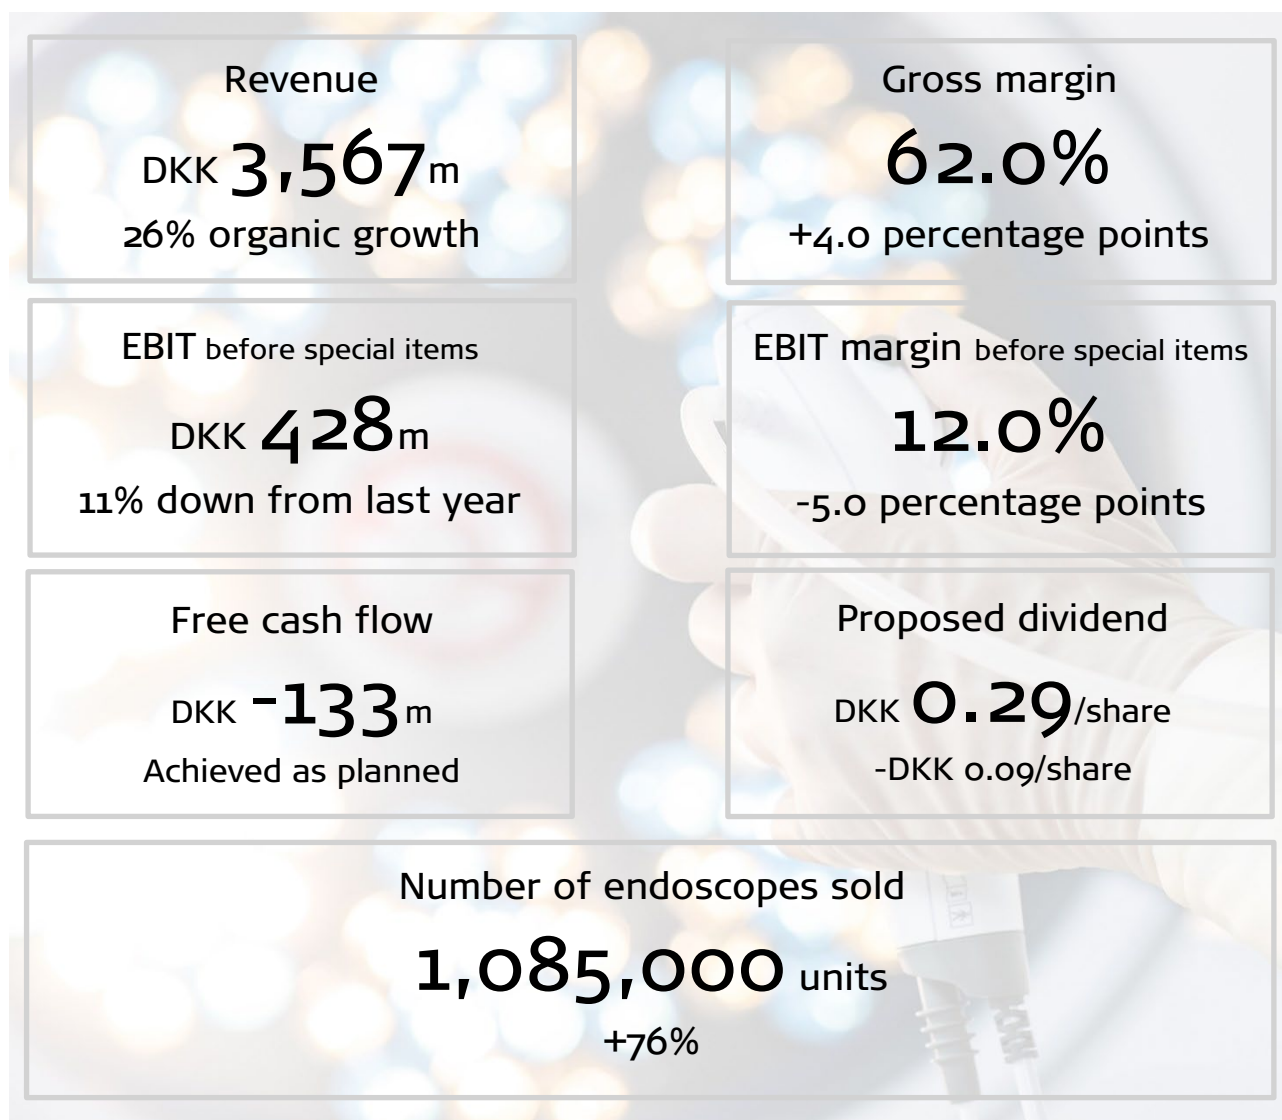 Revenue
DKK 3,567m
26% organic growth
Gross margin
62.0%
+4.0 percentage points
EBIT before special items
DKK 428m
11% down from last year
EBIT margin before special items
12.0%
-5.0 percentage points
Free cash flow
DKK -133m
Achieved as planned
Proposed dividend
DKK 0.29/share
-DKK 0.09/share
Number of endoscopes sold
1,085,000 units
+76%